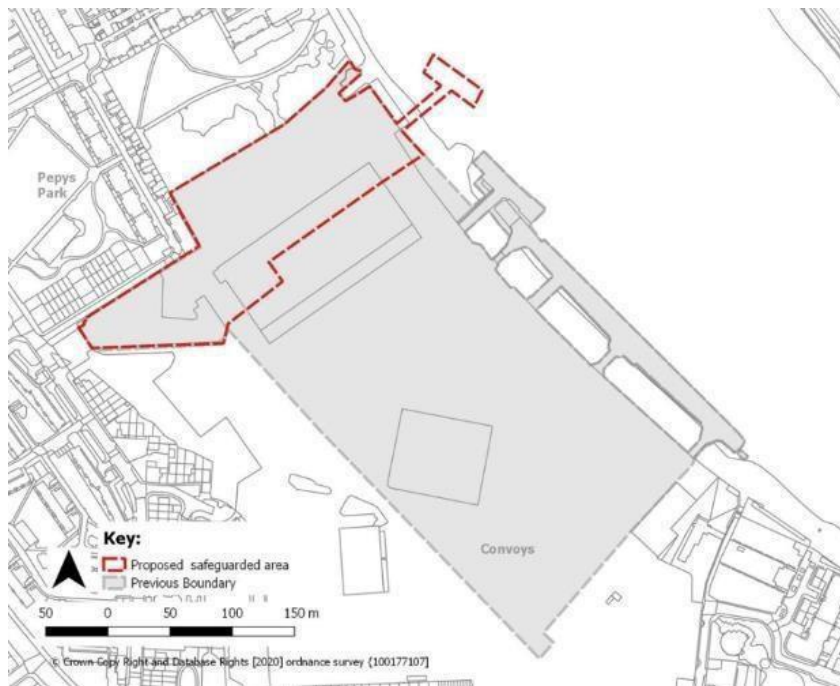 Pepys
Park
Convoys
Key:
Proposed safeguarded area
Previous Boundary
50 0 50 100 150 m
© Crown Copy Right and Database Rights [2020] ordnance survey (100177107]